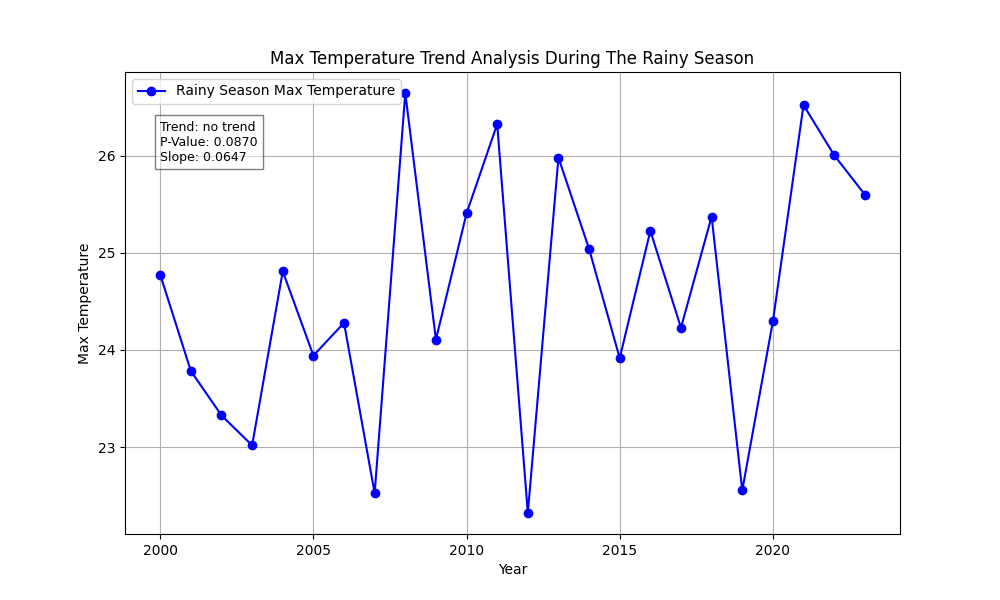 Max Temperature Trend Analysis During The Rainy Season
Rainy Season Max Temperature
Trend: no trend
P-Value: 0.0870
Slope: 0.0647
Max Temperature
26
25
24
23
2000
2005
2010
2015
2020
Year